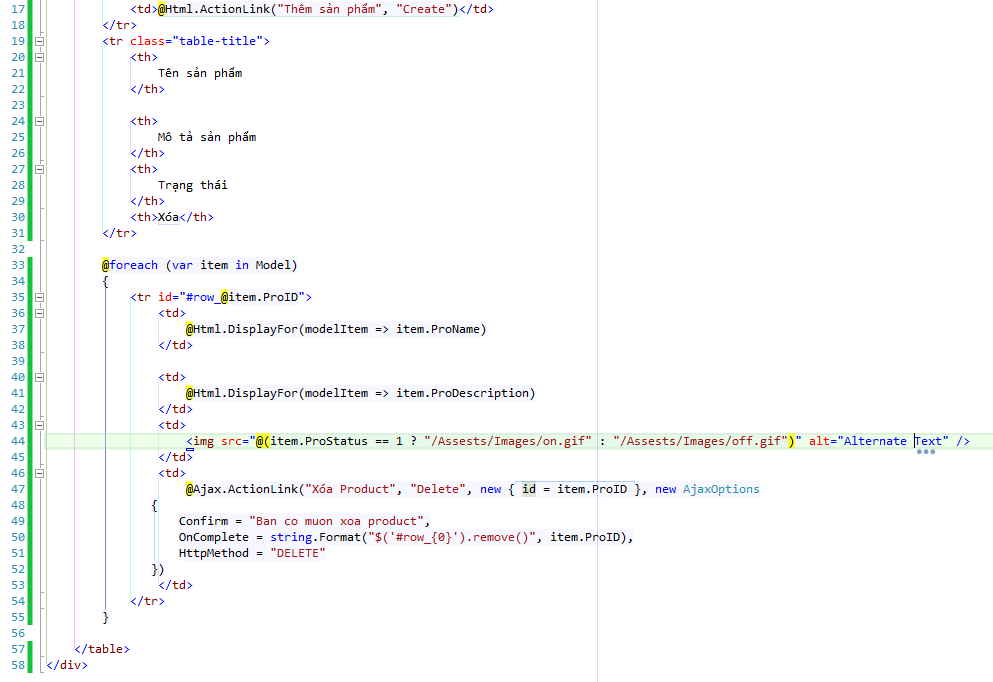 17 <td>@Html.ActionLink("Thêm sản phẩm", "Create")</td>
18 </tr>
19 <tr class="table-title">
20 <th>
21 Tên sản phẩm
22 </th>
23
24 <th>
25 Mô tả sản phẩm
26 </th>
27 <th>
28 Trạng thái
29 </th>
30 <th>Xóa</th>
31 </tr>
32
33 @foreach (var item in Model)
34 {
35 <tr id="#row_@item.ProID">
36 <td>
37 @Html.DisplayFor(modelItem => item.ProName)
38 </td>
39
40 <td>
41 @Html.DisplayFor(modelItem => item.ProDescription)
42 </td>
43 <td>
44 <img src="@(item.ProStatus == 1 ? "/Assests/Images/on.gif" : "/Assests/Images/off.gif")" alt="Alternate Text" />
45 </td>
46 <td>
47 @Ajax.ActionLink("Xóa Product", "Delete", new { id = item.ProID }, new AjaxOptions
48 {
49 Confirm = "Ban co muon xoa product",
50 OnComplete = string.Format("$('#row_{0}').remove()", item.ProID),
51 HttpMethod = "DELETE"
52 })
53 </td>
54 </tr>
55 }
56
57 </table>
58 </div>